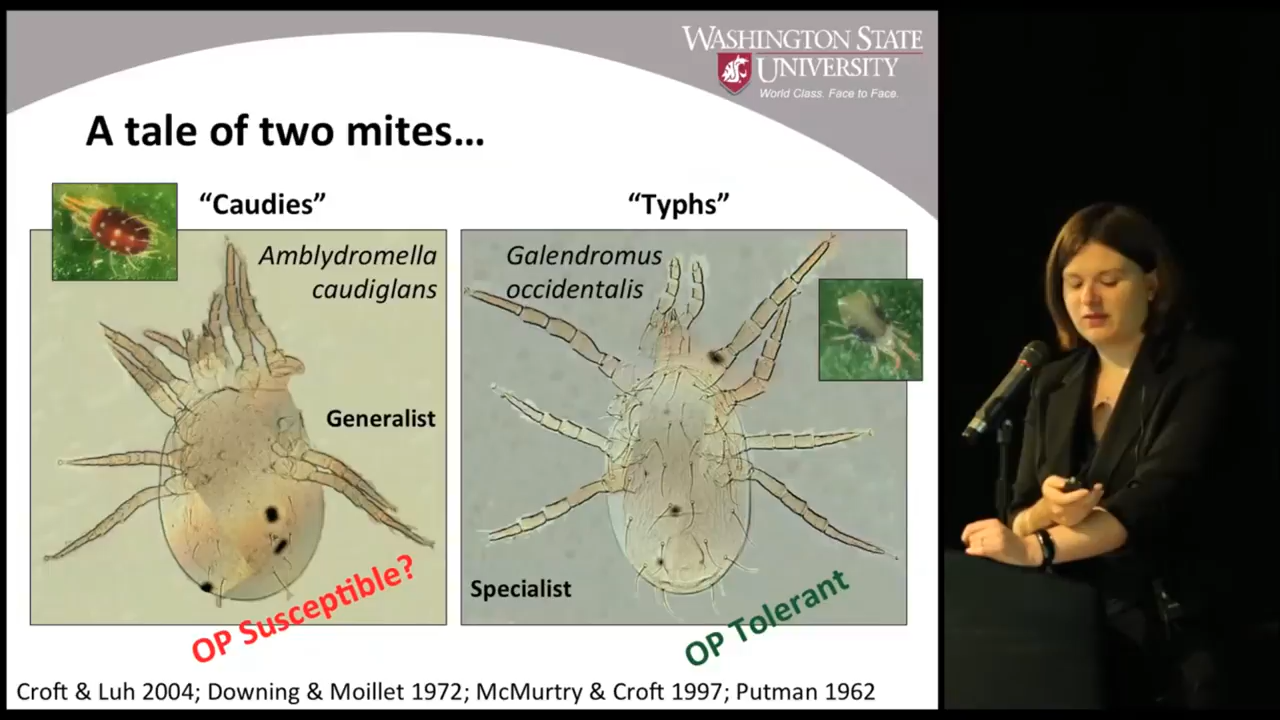 WASHINGTON STATE
UNIVERSITY
World Class. Face to Face.
A tale of two mites...
“Caudies”
“Typhs”
Amblydromella
caudiglans
Galendromus
occidentalis
Generalist
Specialist
OP Susceptible?
OP Tolerant
Croft & Luh 2004; Downing & Moillet 1972; McMurtry & Croft 1997; Putman 1962